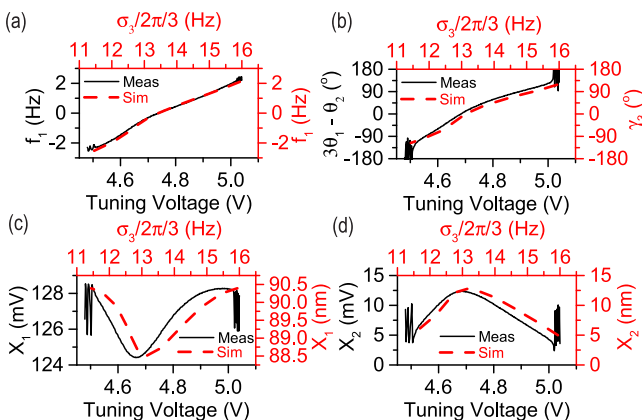 (a)
σ3/2π/3 (Hz)
11 12 13 14 15 16
Meas
Sim
f1 (Hz)
2
0
-2
2
0
-2
f1 (Hz)
4.6 4.8 5.0
Tuning Voltage (V)
(b)
σ3/2π/3 (Hz)
11 12 13 14 15 16
Meas
Sim
3θ1 - θ2 (°)
180
90
0
-90
-180
180
90
0
-90
-180
γ3 (°)
4.6 4.8 5.0
Tuning Voltage (V)
(c)
σ3/2π/3 (Hz)
11 12 13 14 15 16
X1 (mV)
128
126
124
90.5
90.0
89.5
89.0
88.5
X1 (nm)
Meas
Sim
4.6 4.8 5.0
Tuning Voltage (V)
(d)
σ3/2π/3 (Hz)
11 12 13 14 15 16
X2 (mV)
15
10
5
0
15
10
5
0
X2 (nm)
Meas
Sim
4.6 4.8 5.0
Tuning Voltage (V)